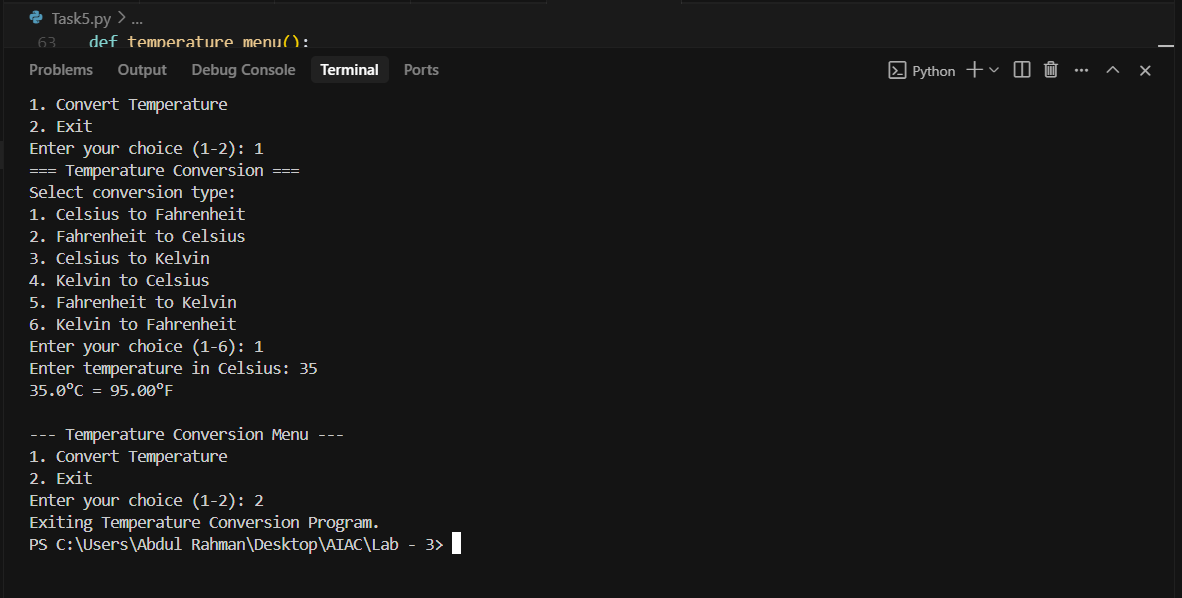 Task5.py > ...
63 def temperature_menu():
Problems Output Debug Console Terminal Ports Python
1. Convert Temperature
2. Exit
Enter your choice (1-2): 1
=== Temperature Conversion ===
Select conversion type:
1. Celsius to Fahrenheit
2. Fahrenheit to Celsius
3. Celsius to Kelvin
4. Kelvin to Celsius
5. Fahrenheit to Kelvin
6. Kelvin to Fahrenheit
Enter your choice (1-6): 1
Enter temperature in Celsius: 35
35.0°C = 95.00°F
--- Temperature Conversion Menu ---
1. Convert Temperature
2. Exit
Enter your choice (1-2): 2
Exiting Temperature Conversion Program.
PS C:\Users\Abdul Rahman\Desktop\AIAC\Lab - 3>